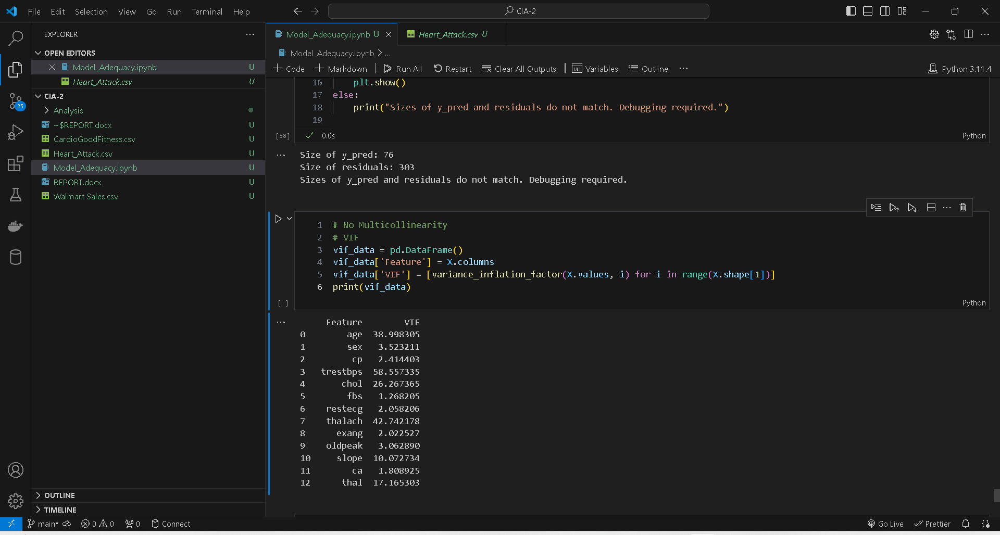 File Edit Selection View Go Run Terminal Help
CIA-2
EXPLORER
OPEN EDITORS
Model_Adequacy.ipynb U
Heart_Attack.csv U
CIA-2
Analysis
~$REPORT.docx U
CardioGoodFitness.csv U
Heart_Attack.csv U
Model_Adequacy.ipynb U
REPORT.docx U
Walmart Sales.csv U
OUTLINE
TIMELINE
25
Model_Adequacy.ipynb U
Heart_Attack.csv U
Model_Adequacy.ipynb > ...
+ Code + Markdown | Run All Restart Clear All Outputs | Variables Outline ...
Python 3.11.4
16 plt.show()
17 else:
18 print("Sizes of y_pred and residuals do not match. Debugging required.")
19
[38] 0.0s Python
Size of y_pred: 76
Size of residuals: 303
Sizes of y_pred and residuals do not match. Debugging required.
1 # No Multicollinearity
2 # VIF
3 vif_data = pd.DataFrame()
4 vif_data['Feature'] = X.columns
5 vif_data['VIF'] = [variance_inflation_factor(X.values, i) for i in range(X.shape[1])]
6 print(vif_data)
[ ] Python
Feature VIF
0 age 38.998305
1 sex 3.523211
2 cp 2.414403
3 trestbps 58.557335
4 chol 26.267365
5 fbs 1.268205
6 restecg 2.058206
7 thalach 42.742178
8 exang 2.022527
9 oldpeak 3.062890
10 slope 10.072734
11 ca 1.808925
12 thal 17.165303
main* 0 0 0 Connect Go Live Prettier